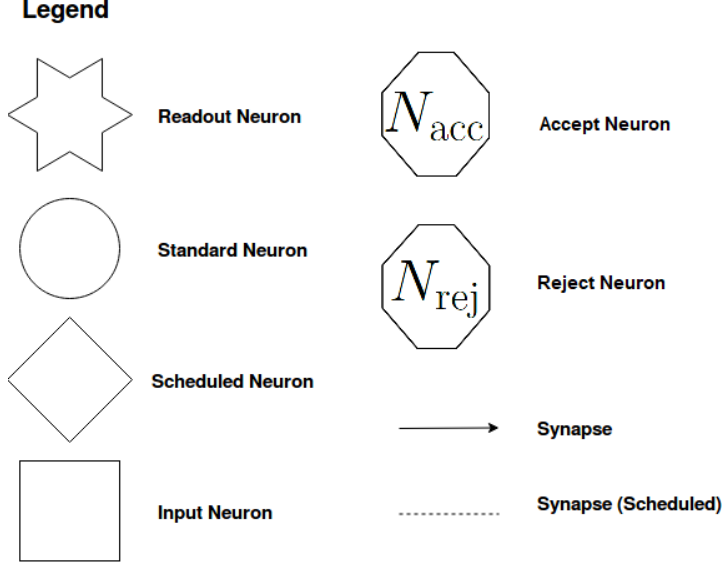 Legend
Readout Neuron
Standard Neuron
Scheduled Neuron
Input Neuron
N_acc
Accept Neuron
N_rej
Reject Neuron
Synapse
Synapse (Scheduled)